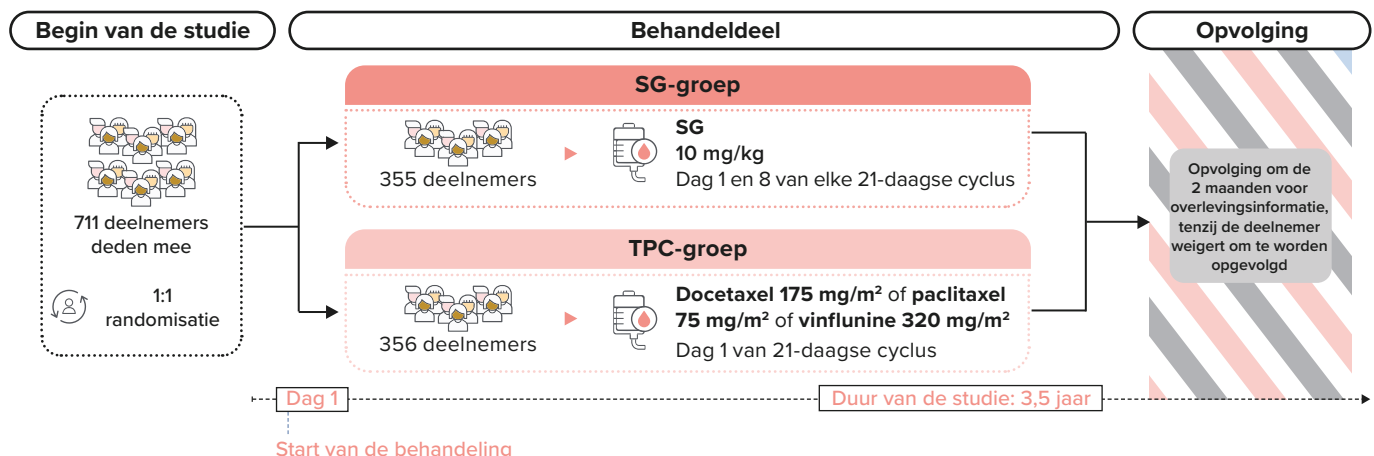 Begin van de studie
Behandeldeel
Opvolging
711 deelnemers
deden mee
1:1
randomisatie
SG-groep
355 deelnemers
SG
10 mg/kg
Dag 1 en 8 van elke 21-daagse cyclus
TPC-groep
356 deelnemers
Docetaxel 175 mg/m² of paclitaxel
75 mg/m² of vinflunine 320 mg/m²
Dag 1 van 21-daagse cyclus
Opvolging om de
2 maanden voor
overlevingsinformatie,
tenzij de deelnemer
weigert om te worden
opgevolgd
Dag 1
Duur van de studie: 3,5 jaar
Start van de behandeling